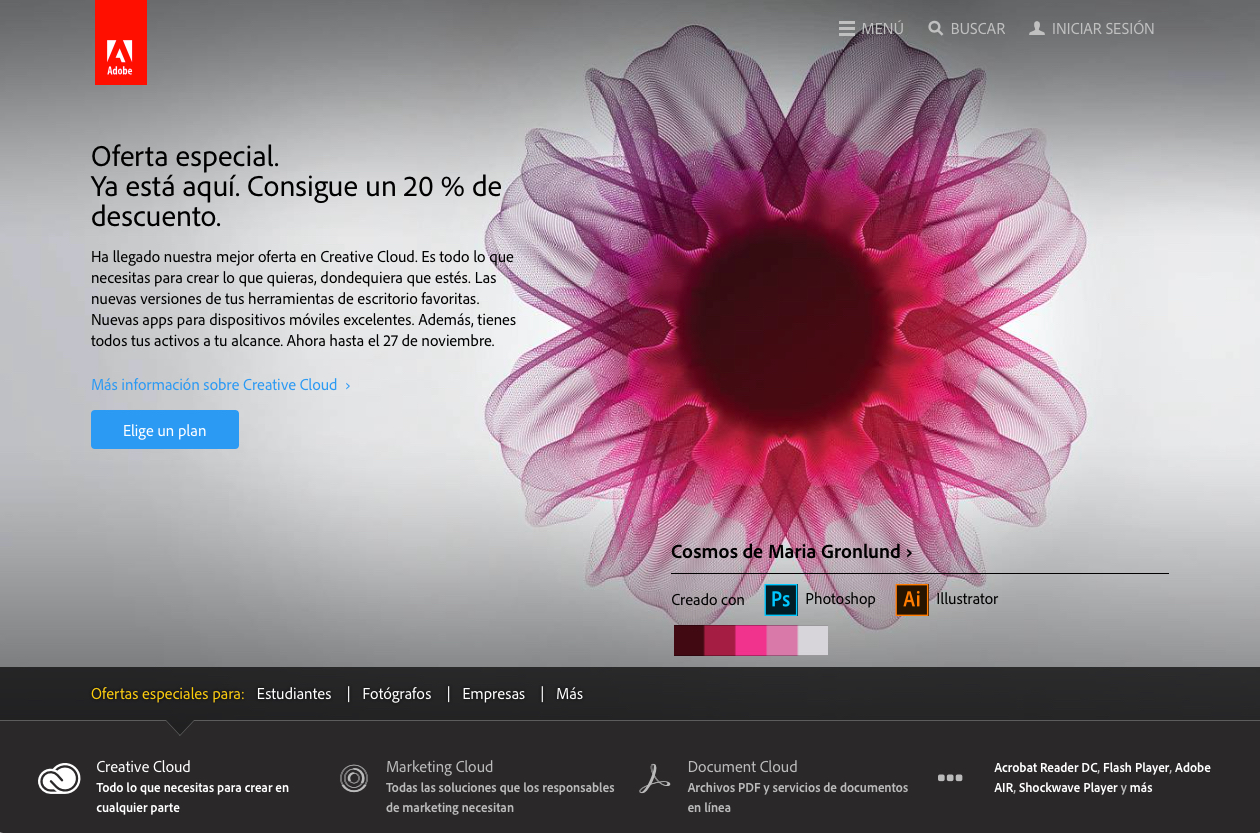 Adobe
MENÚ BUSCAR INICIAR SESIÓN
Oferta especial.
Ya está aquí. Consigue un 20 % de
descuento.
Ha llegado nuestra mejor oferta en Creative Cloud. Es todo lo que
necesitas para crear lo que quieras, dondequiera que estés. Las
nuevas versiones de tus herramientas de escritorio favoritas.
Nuevas apps para dispositivos móviles excelentes. Además, tienes
todos tus activos a tu alcance. Ahora hasta el 27 de noviembre.
Más información sobre Creative Cloud ›
Elige un plan
Cosmos de Maria Gronlund ›
Creado con Ps Photoshop Ai Illustrator
Ofertas especiales para: Estudiantes | Fotógrafos | Empresas | Más
Creative Cloud
Todo lo que necesitas para crear en
cualquier parte
Marketing Cloud
Todas las soluciones que los responsables
de marketing necesitan
Document Cloud
Archivos PDF y servicios de documentos
en línea
Acrobat Reader DC, Flash Player, Adobe
AIR, Shockwave Player y más